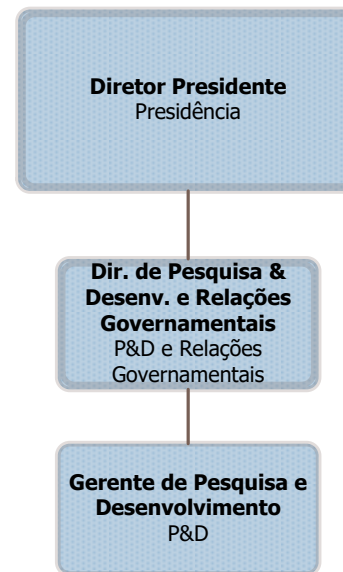 Diretor Presidente
Presidência
Dir. de Pesquisa &
Desenv. e Relações
Governamentais
P&D e Relações
Governamentais
Gerente de Pesquisa e
Desenvolvimento
P&D